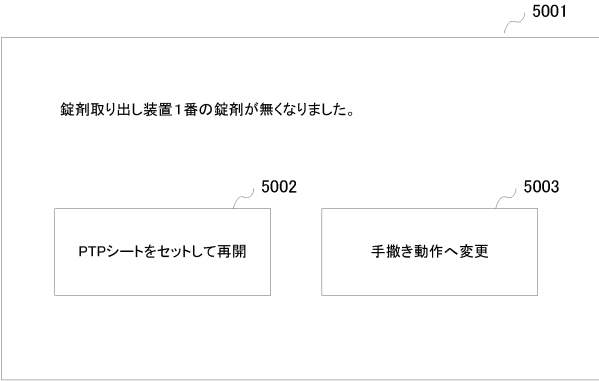 5001
錠剤取り出し装置１番の錠剤が無くなりました。
5002
5003
PTPシートをセットして再開
手撒き動作へ変更